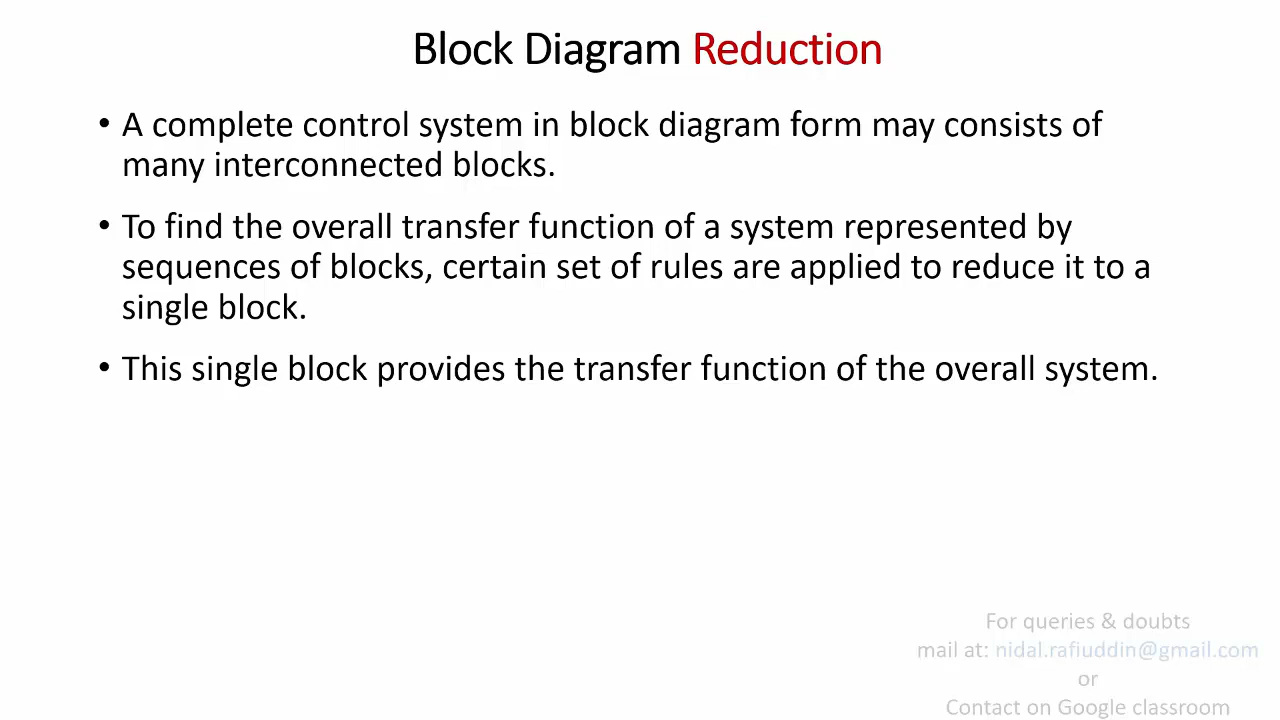 Block Diagram Reduction
• A complete control system in block diagram form may consists of
many interconnected blocks.
• To find the overall transfer function of a system represented by
sequences of blocks, certain set of rules are applied to reduce it to a
single block.
• This single block provides the transfer function of the overall system.
For queries & doubts
mail at: nidal.rafiuddin@gmail.com
or
Contact on Google classroom